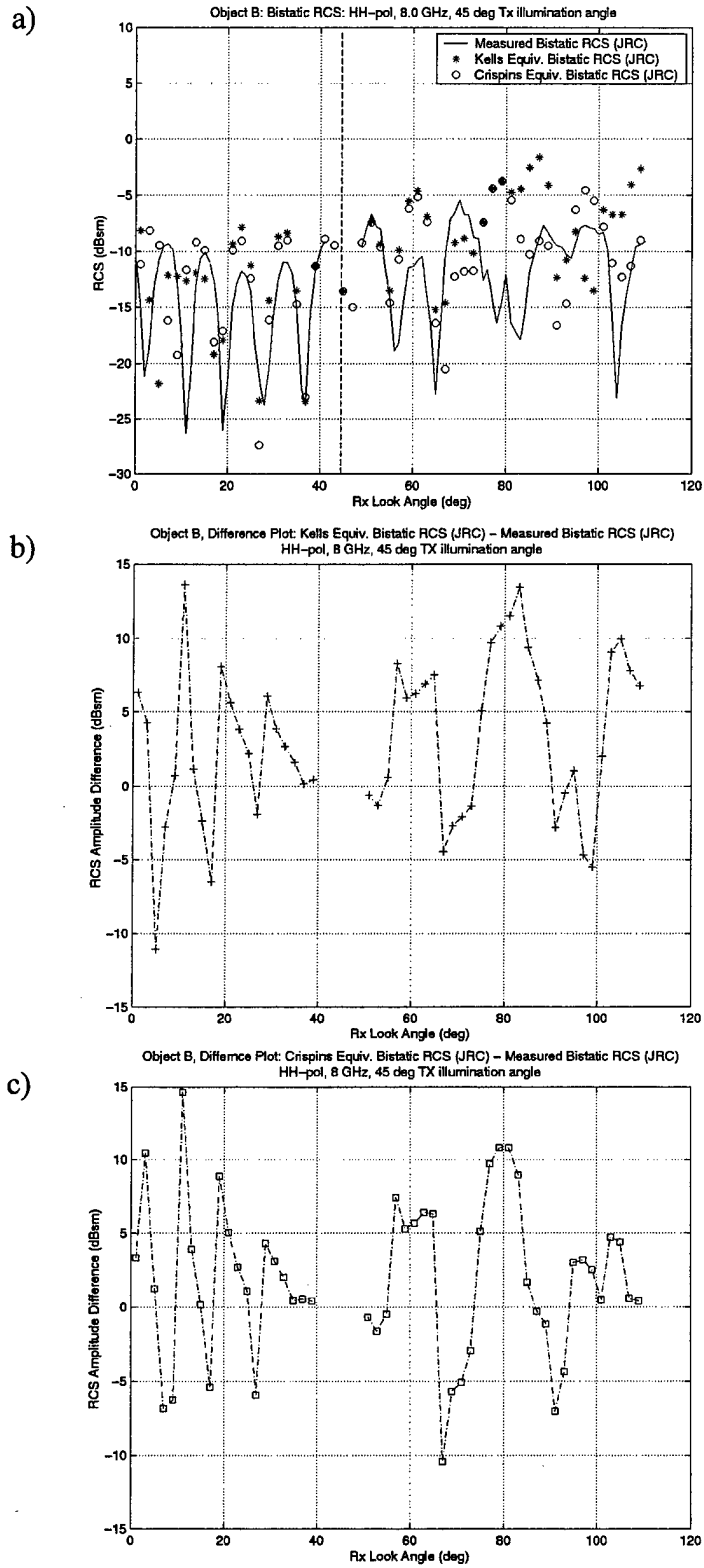 a)
Object B: Bistatic RCS: HH-pol, 8.0 GHz, 45 deg Tx illumination angle
Measured Bistatic RCS (JRC)
Kells Equiv. Bistatic RCS (JRC)
Crispins Equiv. Bistatic RCS (JRC)
RCS (dBsm)
10
5
0
−5
−10
−15
−20
−25
−30
0 20 40 60 80 100 120
Rx Look Angle (deg)
b)
Object B, Difference Plot: Kells Equiv. Bistatic RCS (JRC) − Measured Bistatic RCS (JRC)
HH-pol, 8 GHz, 45 deg TX illumination angle
RCS Amplitude Difference (dBsm)
15
10
5
0
−5
−10
−15
0 20 40 60 80 100 120
Rx Look Angle (deg)
c)
Object B, Differnce Plot: Crispins Equiv. Bistatic RCS (JRC) − Measured Bistatic RCS (JRC)
HH-pol, 8 GHz, 45 deg TX illumination angle
RCS Amplitude Difference (dBsm)
15
10
5
0
−5
−10
−15
0 20 40 60 80 100 120
Rx Look Angle (deg)